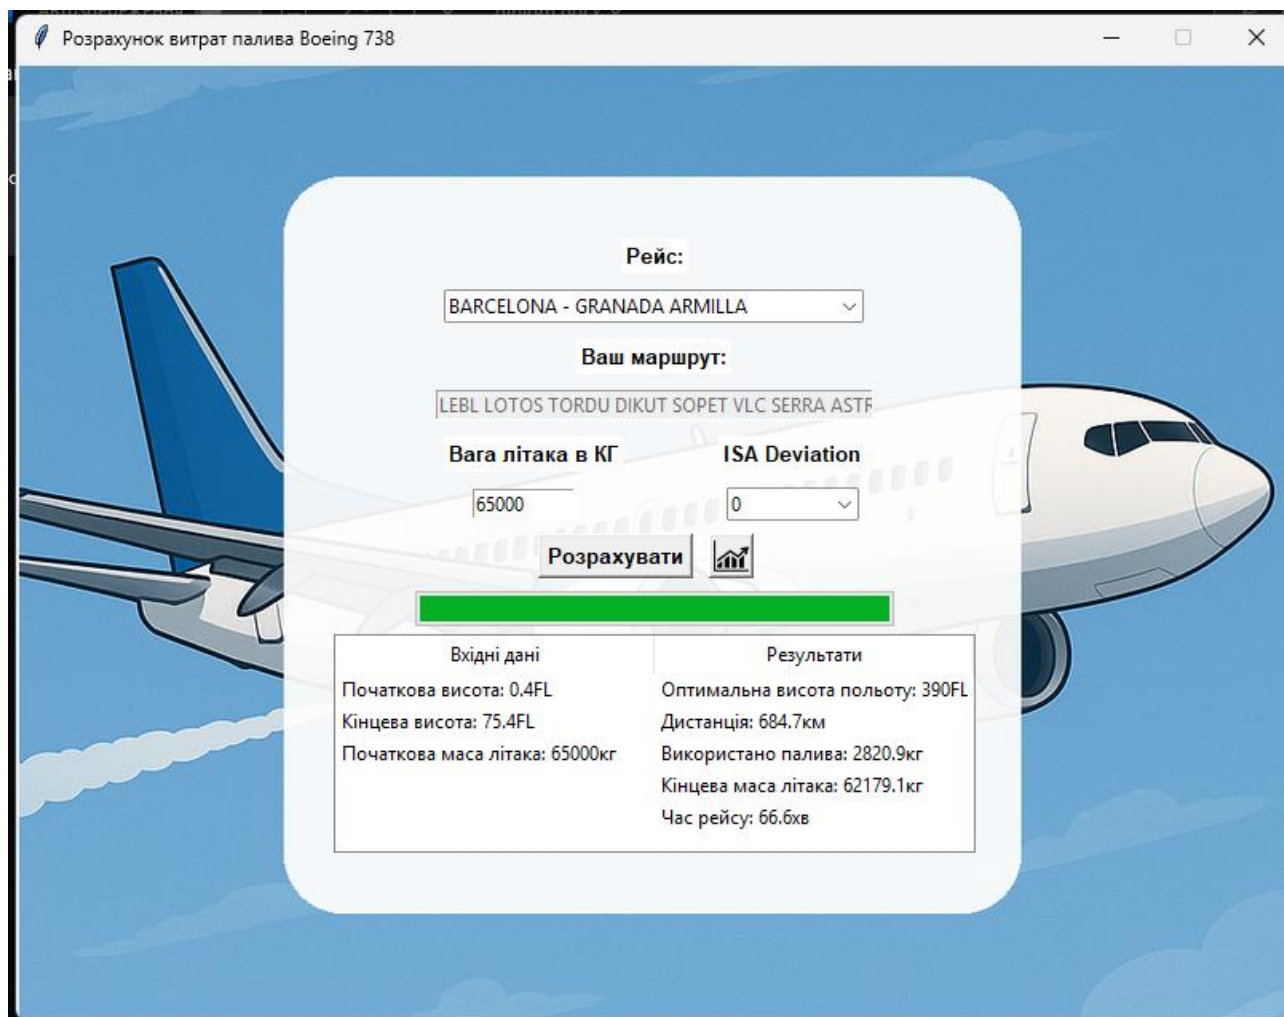 Розрахунок витрат палива Boeing 738
Рейс:
BARCELONA - GRANADA ARMILLA
Ваш маршрут:
LEBL LOTOS TORDU DIKUT SOPET VLC SERRA ASTR
Вага літака в КГ
ISA Deviation
65000
0
Розрахувати
Вхідні дані
Результати
Початкова висота: 0.4FL
Оптимальна висота польоту: 390FL
Кінцева висота: 75.4FL
Дистанція: 684.7км
Початкова маса літака: 65000кг
Використано палива: 2820.9кг
Кінцева маса літака: 62179.1кг
Час рейсу: 66.6хв